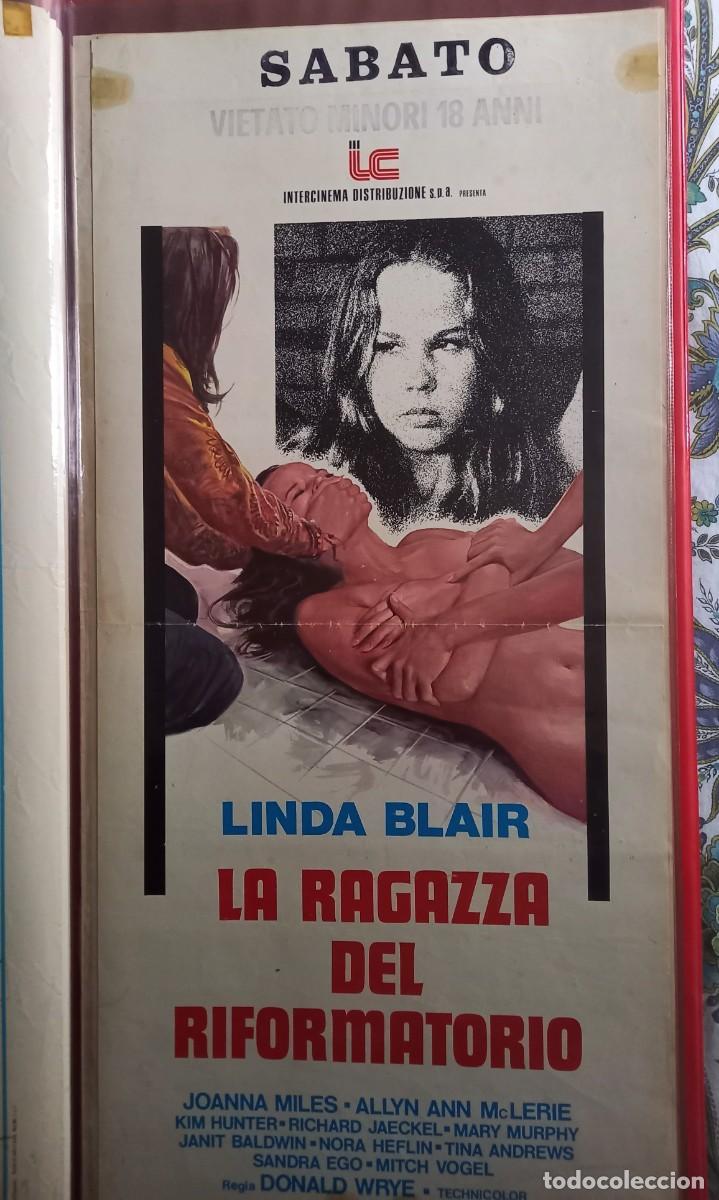 SABATO
VIETATO MINORI 18 ANNI
ic
INTERCINEMA DISTRIBUZIONE s.p.a. PRESENTA
LINDA BLAIR
LA RAGAZZA
DEL
RIFORMATORIO
JOANNA MILES - ALLYN ANN McLERIE
KIM HUNTER - RICHARD JAECKEL - MARY MURPHY
JANIT BALDWIN - NORA HEFLIN - TINA ANDREWS
SANDRA EGO - MITCH VOGEL
Regia DONALD WRYE - TECHNICOLOR
todocoleccion